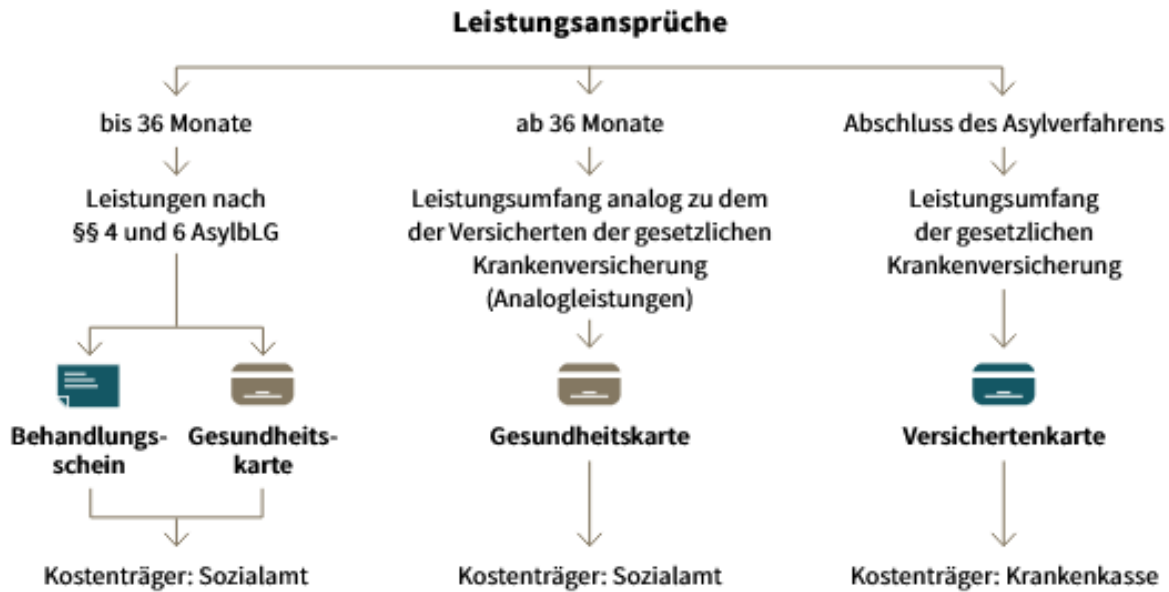 Leistungsansprüche
bis 36 Monate
Leistungen nach
§§ 4 und 6 AsylbLG
Behandlungs-
schein
Gesundheits-
karte
Kostenträger: Sozialamt
ab 36 Monate
Leistungsumfang analog zu dem
der Versicherten der gesetzlichen
Krankenversicherung
(Analogleistungen)
Gesundheitskarte
Kostenträger: Sozialamt
Abschluss des Asylverfahrens
Leistungsumfang
der gesetzlichen
Krankenversicherung
Versichertenkarte
Kostenträger: Krankenkasse